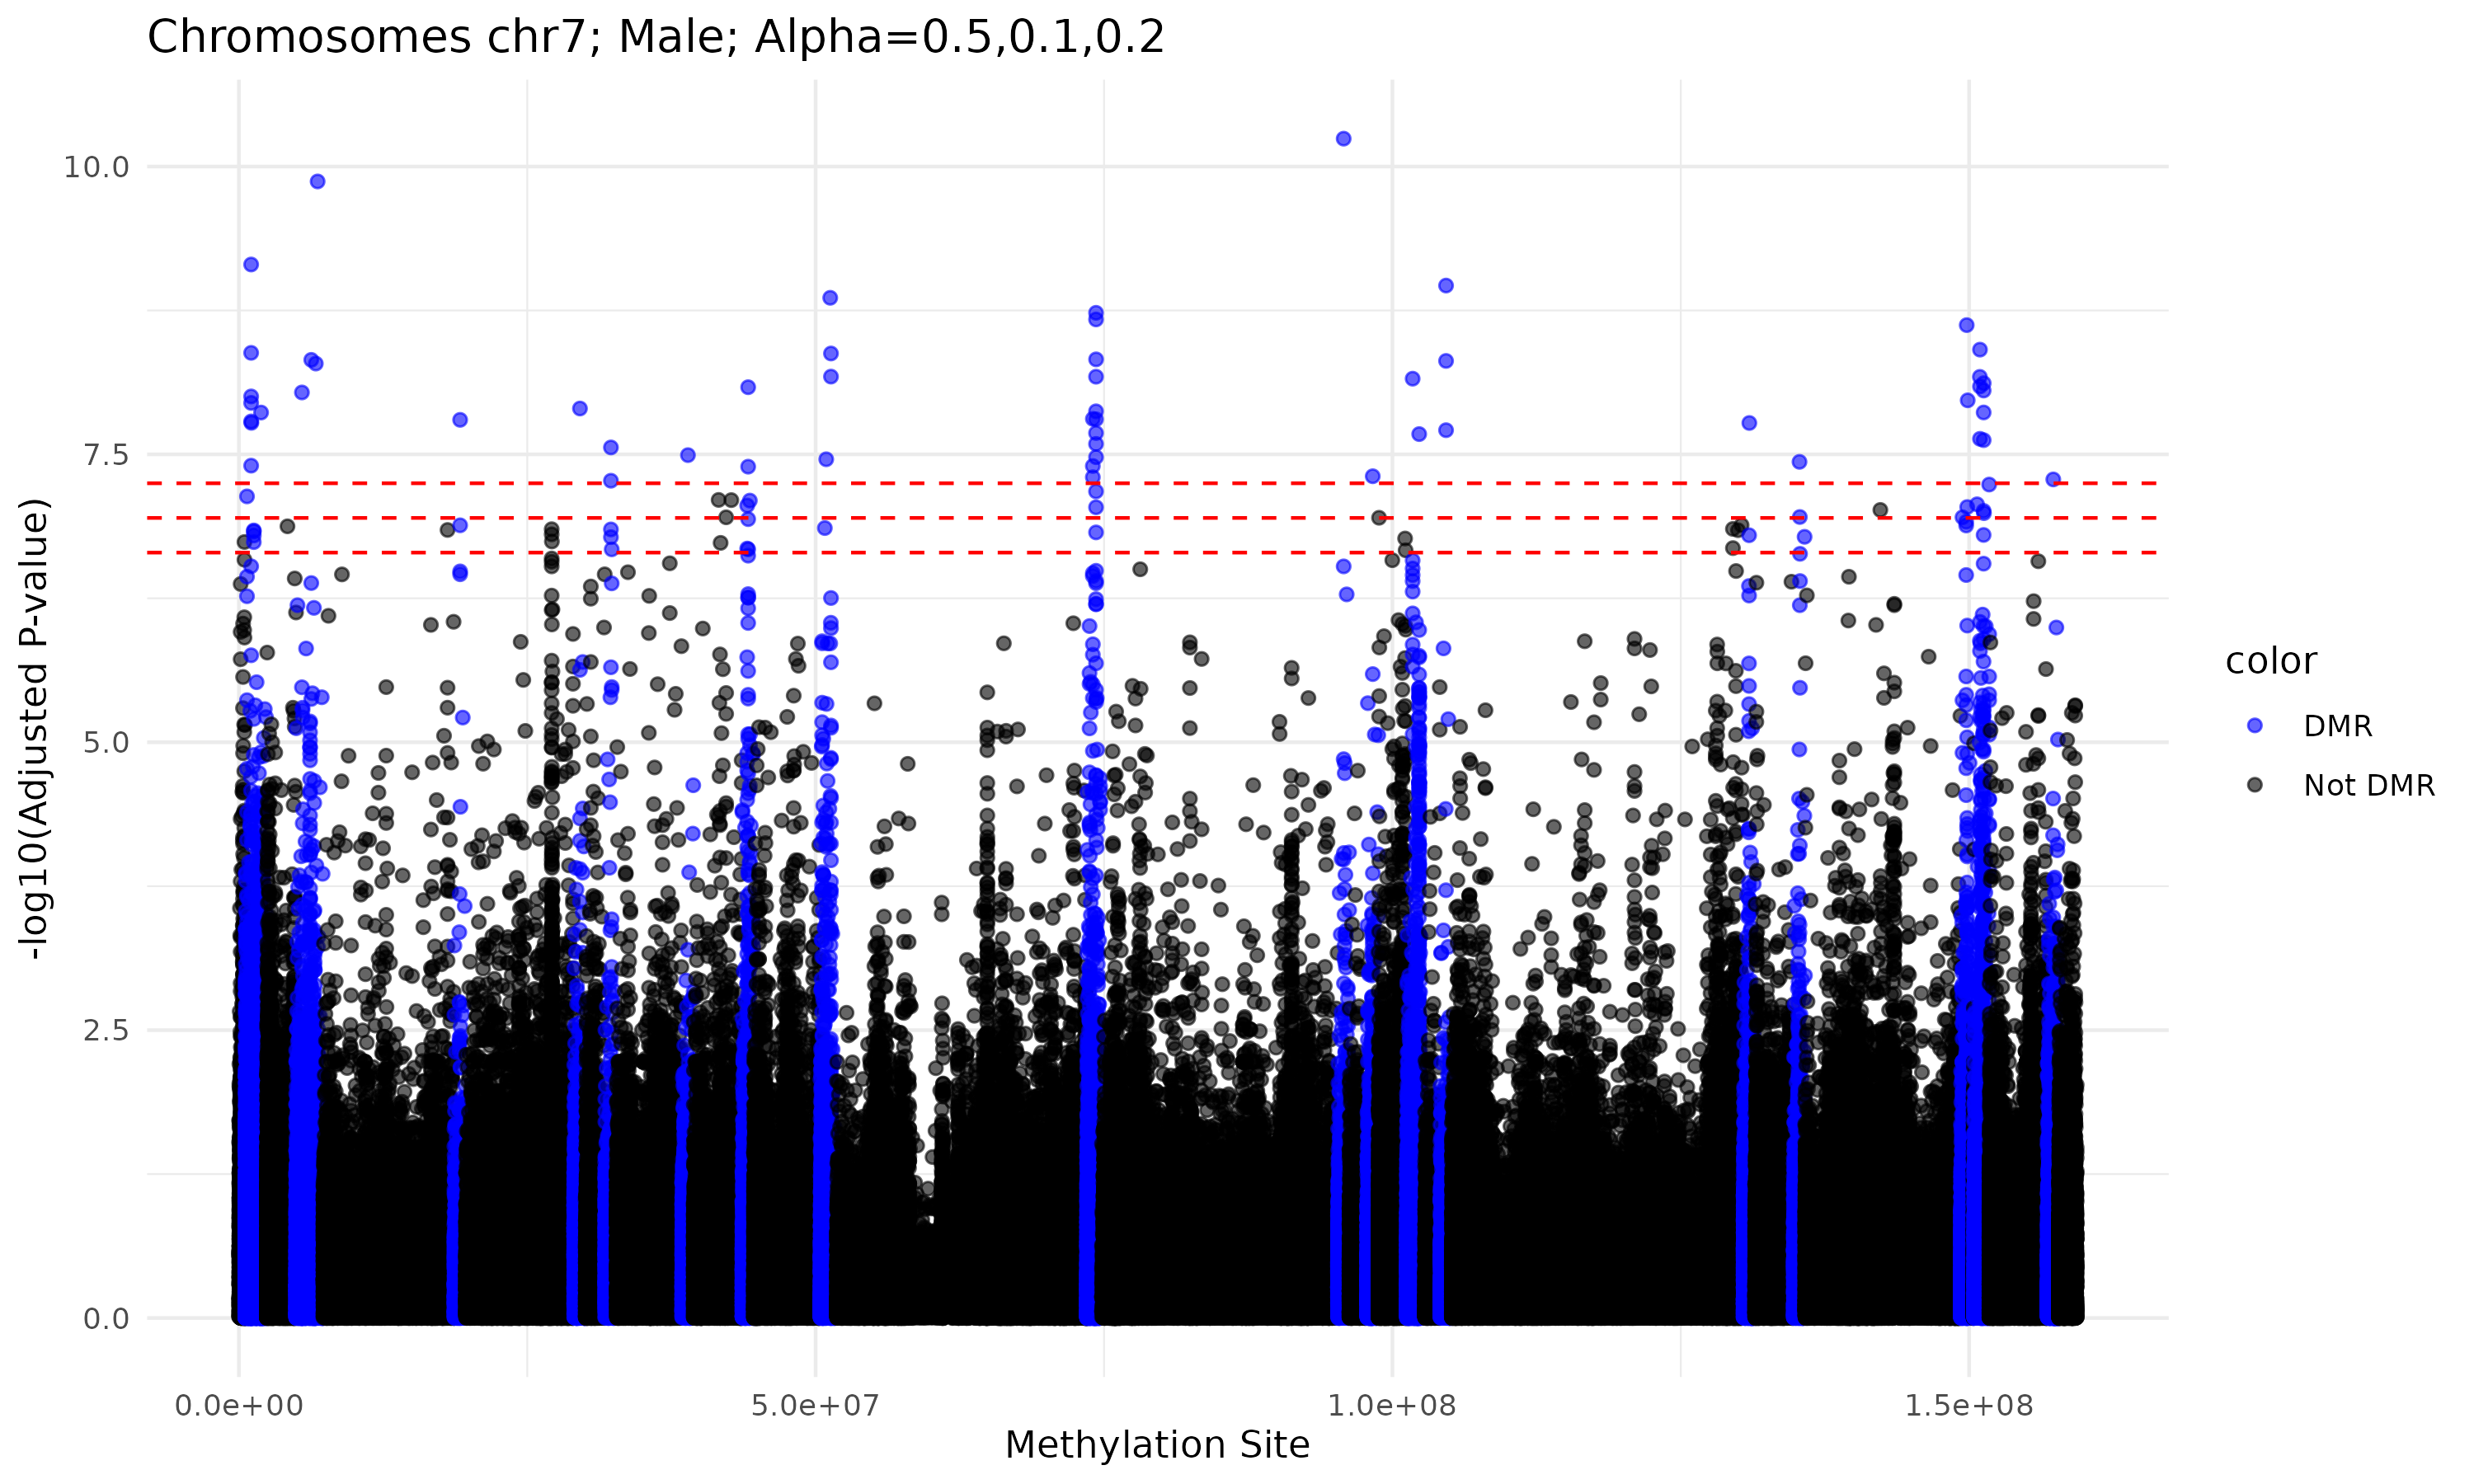 Chromosomes chr7; Male; Alpha=0.5,0.1,0.2
-log10(Adjusted P-value)
10.0
7.5
5.0
2.5
0.0
0.0e+00
5.0e+07
1.0e+08
1.5e+08
Methylation Site
color
DMR
Not DMR